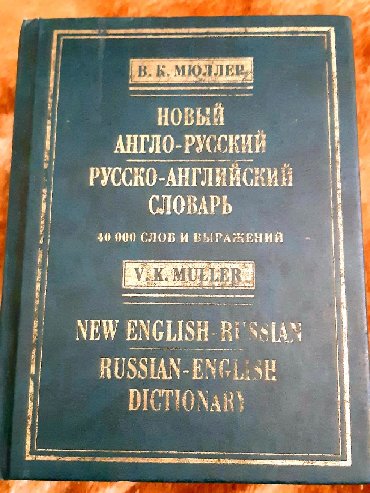 В. К. МЮЛЛЕР
НОВЫЙ
АНГЛО-РУССКИЙ
РУССКО-АНГЛИЙСКИЙ
СЛОВАРЬ
40 000 СЛОВ И ВЫРАЖЕНИЙ
V. K. MULLER
NEW ENGLISH-RUSSIAN
RUSSIAN-ENGLISH
DICTIONARY